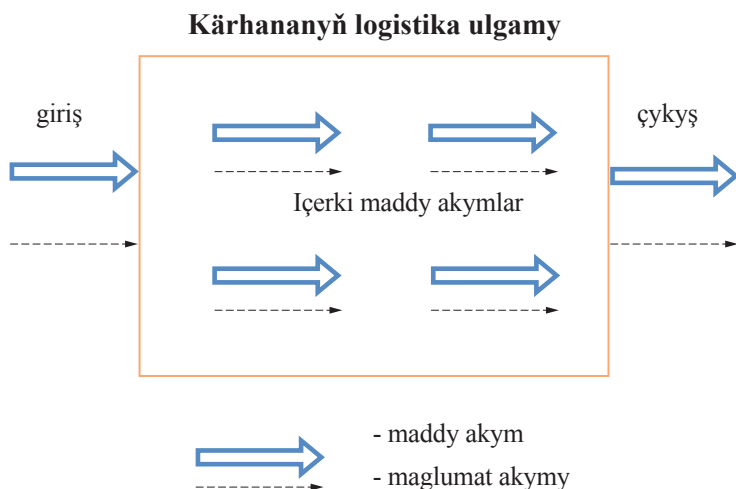 Kärhananyň logistika ulgamy
giriş
çykyş
Içerki maddy akymlar
- maddy akym
- maglumat akymy